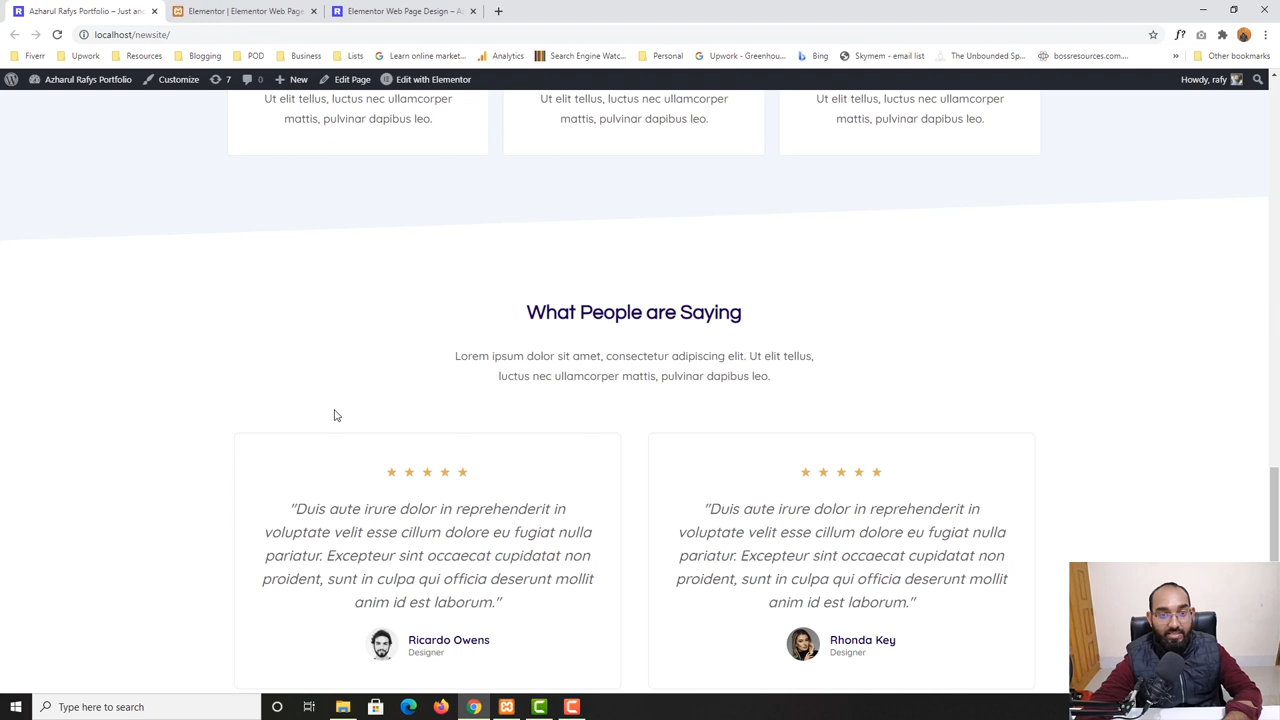 Azharul Rafys Portfolio – Just and
Elementor | Elementor Web Page
Elementor Web Page Design – A
localhost/newsite/
Fiverr
Upwork
Resources
Blogging
POD
Business
Lists
Learn online market...
Analytics
Search Engine Watc...
Personal
Upwork - Greenhou...
Bing
Skymem - email list
The Unbounded Sp...
bossresources.com...
Other bookmarks
Azharul Rafys Portfolio
Customize
7
0
New
Edit Page
Edit with Elementor
Howdy, rafy
Ut elit tellus, luctus nec ullamcorper
mattis, pulvinar dapibus leo.
Ut elit tellus, luctus nec ullamcorper
mattis, pulvinar dapibus leo.
Ut elit tellus, luctus nec ullamcorper
mattis, pulvinar dapibus leo.
What People are Saying
Lorem ipsum dolor sit amet, consectetur adipiscing elit. Ut elit tellus,
luctus nec ullamcorper mattis, pulvinar dapibus leo.
"Duis aute irure dolor in reprehenderit in
voluptate velit esse cillum dolore eu fugiat nulla
pariatur. Excepteur sint occaecat cupidatat non
proident, sunt in culpa qui officia deserunt mollit
anim id est laborum."
Ricardo Owens
Designer
"Duis aute irure dolor in reprehenderit in
voluptate velit esse cillum dolore eu fugiat nulla
pariatur. Excepteur sint occaecat cupidatat non
proident, sunt in culpa qui officia deserunt mollit
anim id est laborum."
Rhonda Key
Designer
Type here to search